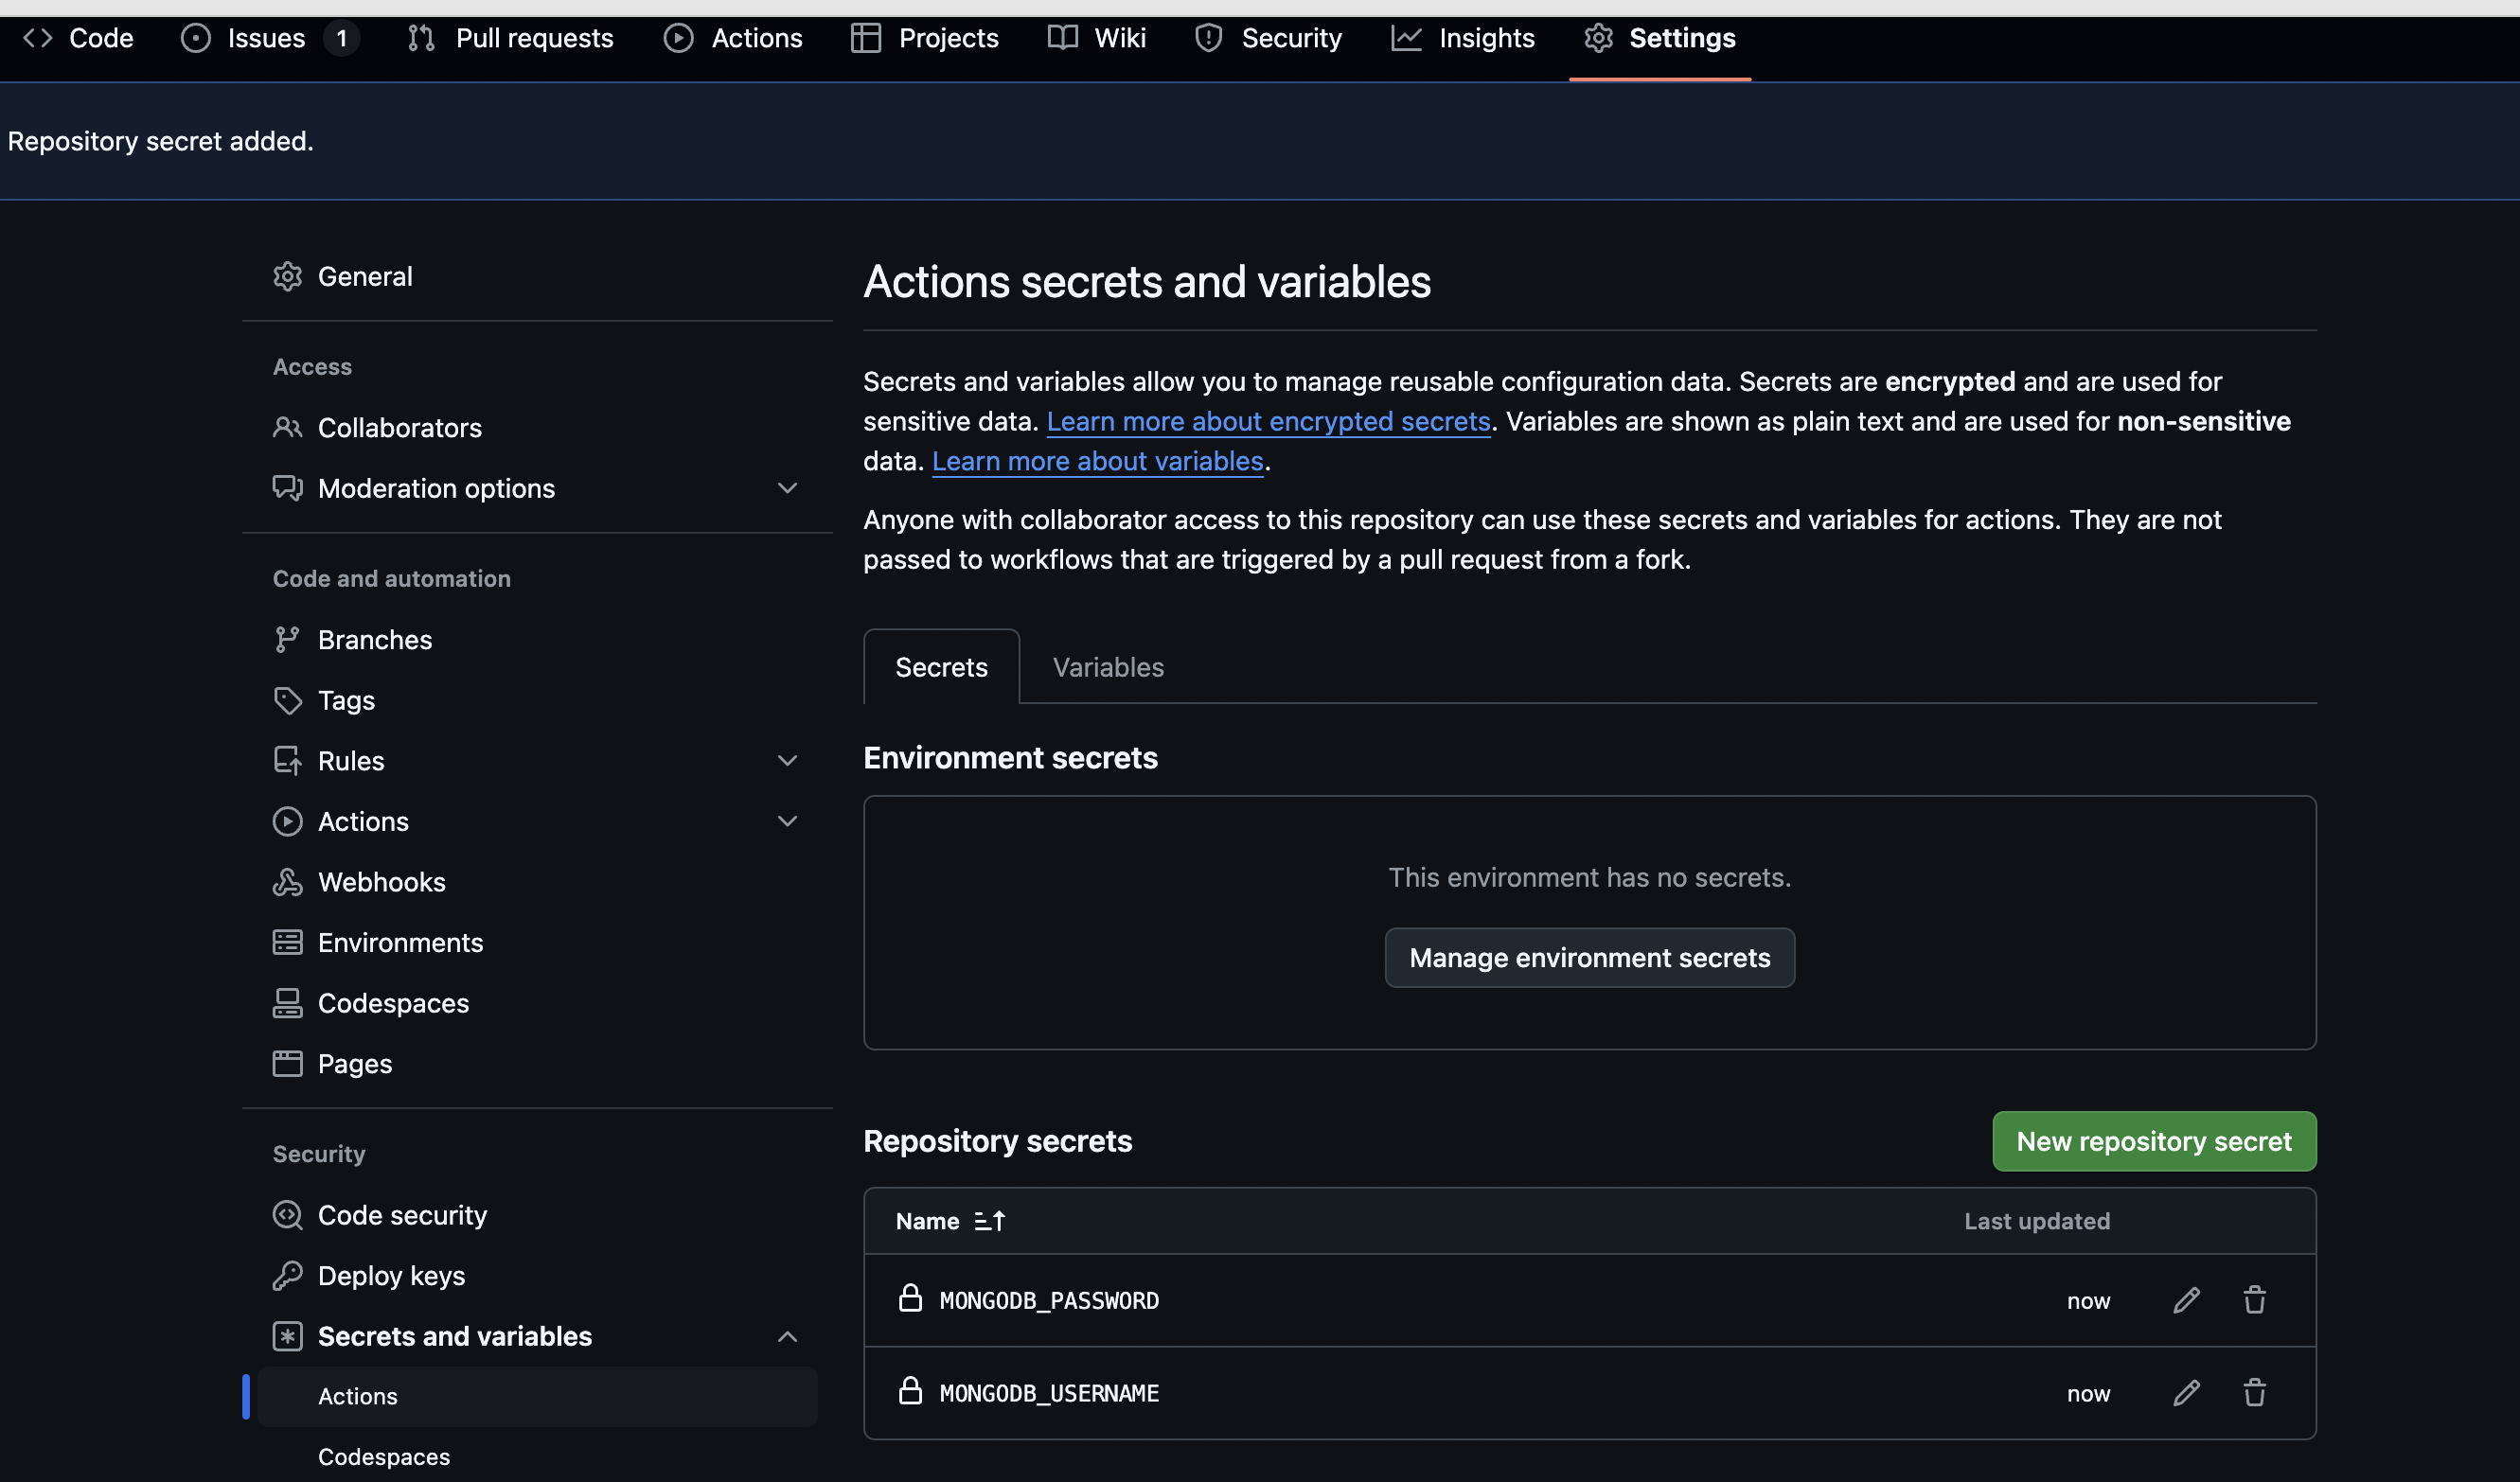 Code
Issues 1
Pull requests
Actions
Projects
Wiki
Security
Insights
Settings
Repository secret added.
General
Access
Collaborators
Moderation options
Code and automation
Branches
Tags
Rules
Actions
Webhooks
Environments
Codespaces
Pages
Security
Code security
Deploy keys
Secrets and variables
Actions
Codespaces
Actions secrets and variables
Secrets and variables allow you to manage reusable configuration data. Secrets are encrypted and are used for
sensitive data. Learn more about encrypted secrets. Variables are shown as plain text and are used for non-sensitive
data. Learn more about variables.
Anyone with collaborator access to this repository can use these secrets and variables for actions. They are not
passed to workflows that are triggered by a pull request from a fork.
Secrets
Variables
Environment secrets
This environment has no secrets.
Manage environment secrets
Repository secrets
New repository secret
Name
Last updated
MONGODB_PASSWORD
now
MONGODB_USERNAME
now